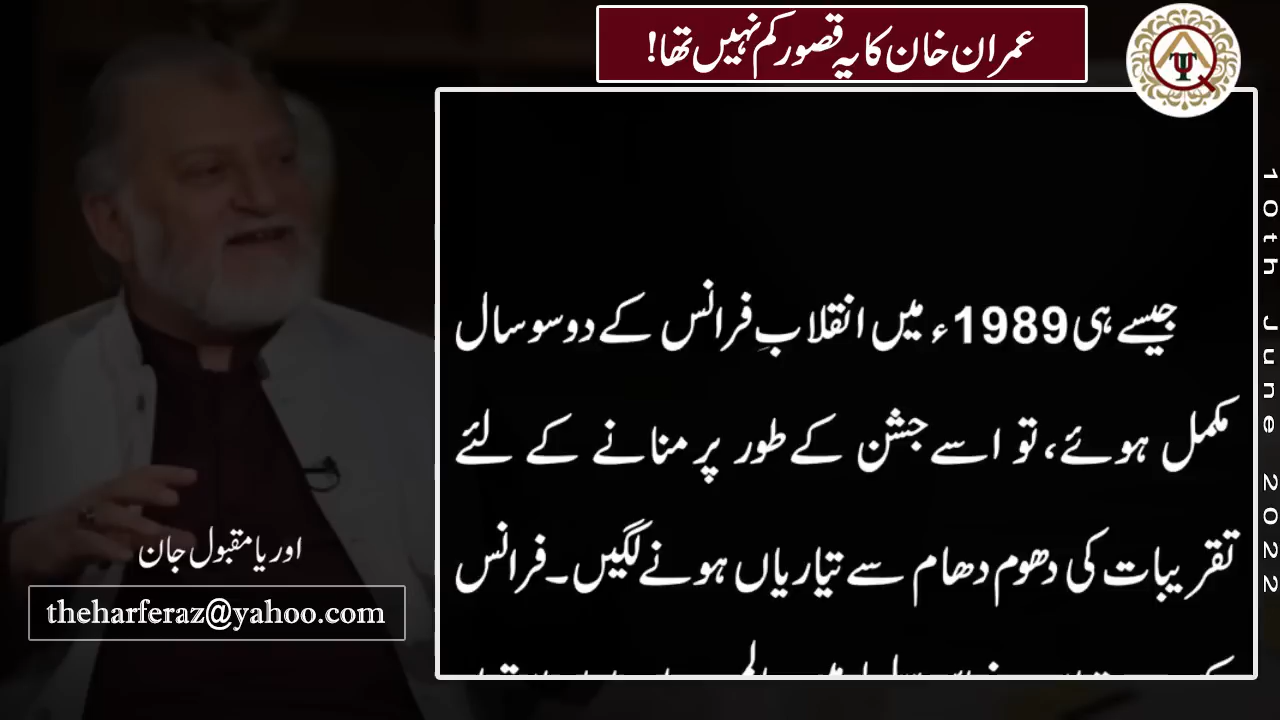 عمران خان کا یہ قصور کم نہیں تھا!
جیسے ہی 1989ء میں انقلابِ فرانس کے دو سو سال
مکمل ہوئے، تو اسے جشن کے طور پر منانے کے لئے
تقریبات کی دھوم دھام سے تیاریاں ہونے لگیں۔ فرانس
اوریا مقبول جان
theharferaz@yahoo.com
10th June 2022